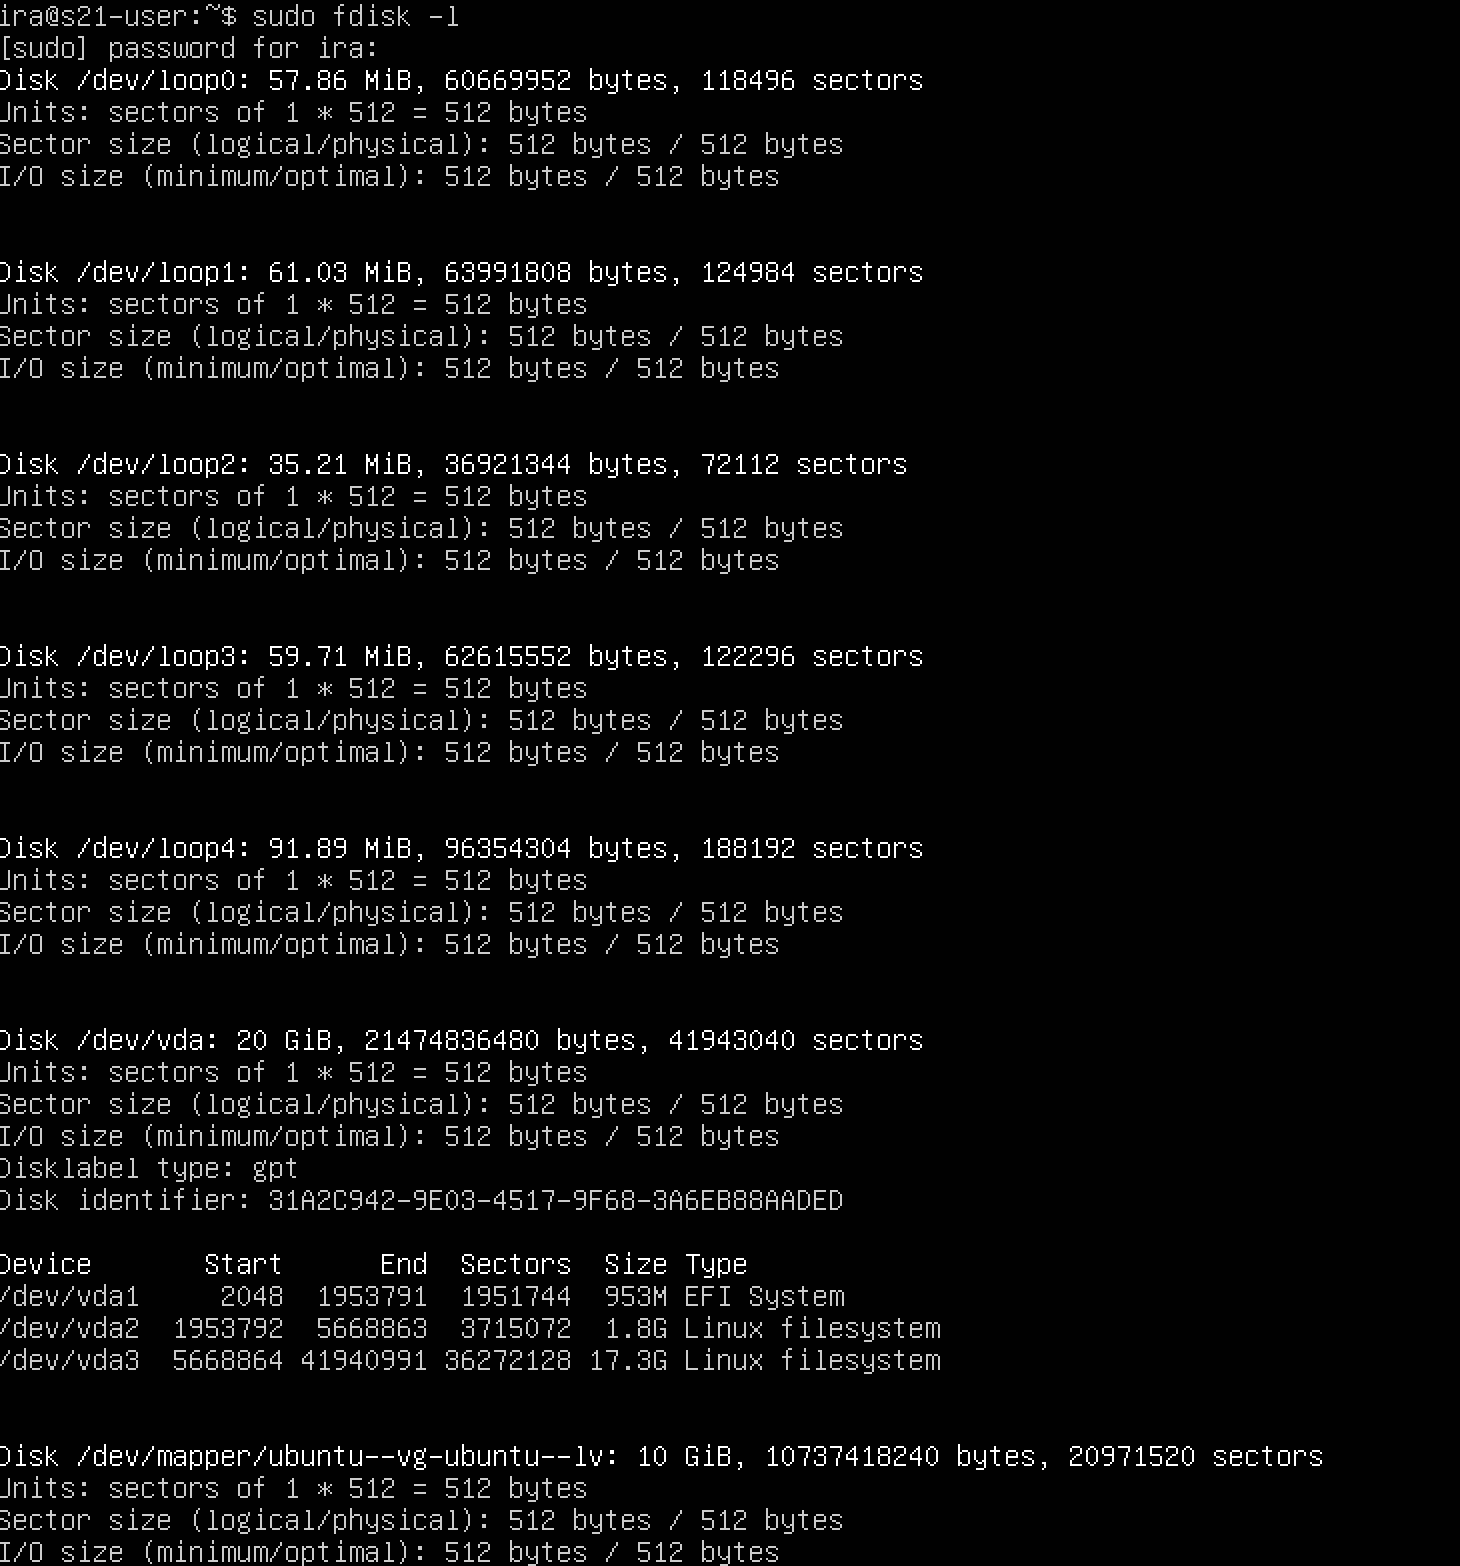 ira@s21-user:~$ sudo fdisk -l
[sudo] password for ira:
Disk /dev/loop0: 57.86 MiB, 60669952 bytes, 118496 sectors
Units: sectors of 1 * 512 = 512 bytes
Sector size (logical/physical): 512 bytes / 512 bytes
I/O size (minimum/optimal): 512 bytes / 512 bytes
Disk /dev/loop1: 61.03 MiB, 63991808 bytes, 124984 sectors
Units: sectors of 1 * 512 = 512 bytes
Sector size (logical/physical): 512 bytes / 512 bytes
I/O size (minimum/optimal): 512 bytes / 512 bytes
Disk /dev/loop2: 35.21 MiB, 36921344 bytes, 72112 sectors
Units: sectors of 1 * 512 = 512 bytes
Sector size (logical/physical): 512 bytes / 512 bytes
I/O size (minimum/optimal): 512 bytes / 512 bytes
Disk /dev/loop3: 59.71 MiB, 62615552 bytes, 122296 sectors
Units: sectors of 1 * 512 = 512 bytes
Sector size (logical/physical): 512 bytes / 512 bytes
I/O size (minimum/optimal): 512 bytes / 512 bytes
Disk /dev/loop4: 91.89 MiB, 96354304 bytes, 188192 sectors
Units: sectors of 1 * 512 = 512 bytes
Sector size (logical/physical): 512 bytes / 512 bytes
I/O size (minimum/optimal): 512 bytes / 512 bytes
Disk /dev/vda: 20 GiB, 21474836480 bytes, 41943040 sectors
Units: sectors of 1 * 512 = 512 bytes
Sector size (logical/physical): 512 bytes / 512 bytes
I/O size (minimum/optimal): 512 bytes / 512 bytes
Disklabel type: gpt
Disk identifier: 31A2C942-9E03-4517-9F68-3A6EB88AADED
Device Start End Sectors Size Type
/dev/vda1 2048 1953791 1951744 953M EFI System
/dev/vda2 1953792 5668863 3715072 1.8G Linux filesystem
/dev/vda3 5668864 41940991 36272128 17.3G Linux filesystem
Disk /dev/mapper/ubuntu--vg-ubuntu--lv: 10 GiB, 10737418240 bytes, 20971520 sectors
Units: sectors of 1 * 512 = 512 bytes
Sector size (logical/physical): 512 bytes / 512 bytes
I/O size (minimum/optimal): 512 bytes / 512 bytes